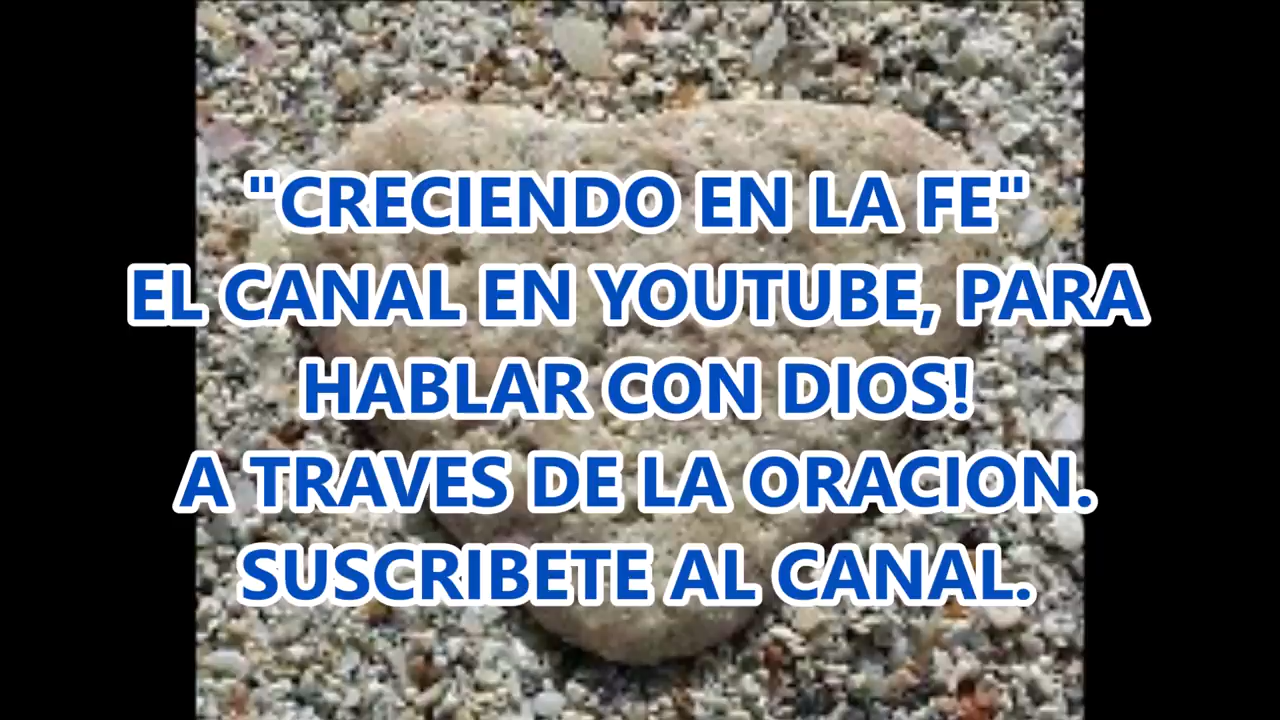 "CRECIENDO EN LA FE"
EL CANAL EN YOUTUBE, PARA
HABLAR CON DIOS!
A TRAVES DE LA ORACION.
SUSCRIBETE AL CANAL.